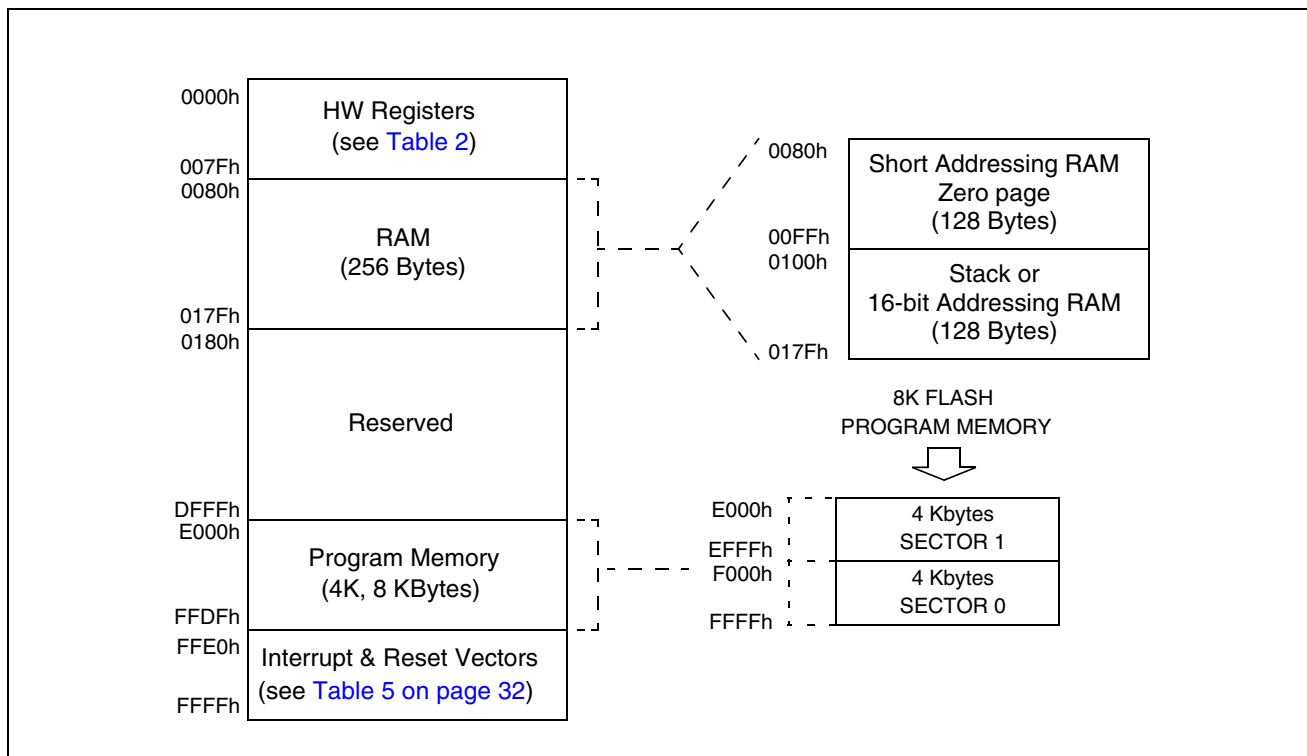 0000h
HW Registers
(see Table 2)
007Fh
0080h
RAM
(256 Bytes)
017Fh
0180h
Reserved
DFFFh
E000h
Program Memory
(4K, 8 KBytes)
FFDFh
FFE0h
Interrupt & Reset Vectors
(see Table 5 on page 32)
FFFFh
0080h
Short Addressing RAM
Zero page
(128 Bytes)
00FFh
0100h
Stack or
16-bit Addressing RAM
(128 Bytes)
017Fh
8K FLASH
PROGRAM MEMORY
E000h
4 Kbytes
SECTOR 1
EFFFh
F000h
4 Kbytes
SECTOR 0
FFFFh